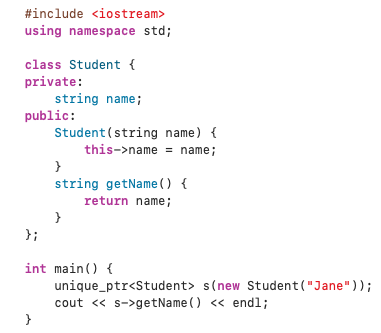 #include <iostream>
using namespace std;

class Student {
private:
    string name;
public:
    Student(string name) {
        this->name = name;
    }
    string getName() {
        return name;
    }
};

int main() {
    unique_ptr<Student> s(new Student("Jane"));
    cout << s->getName() << endl;
}